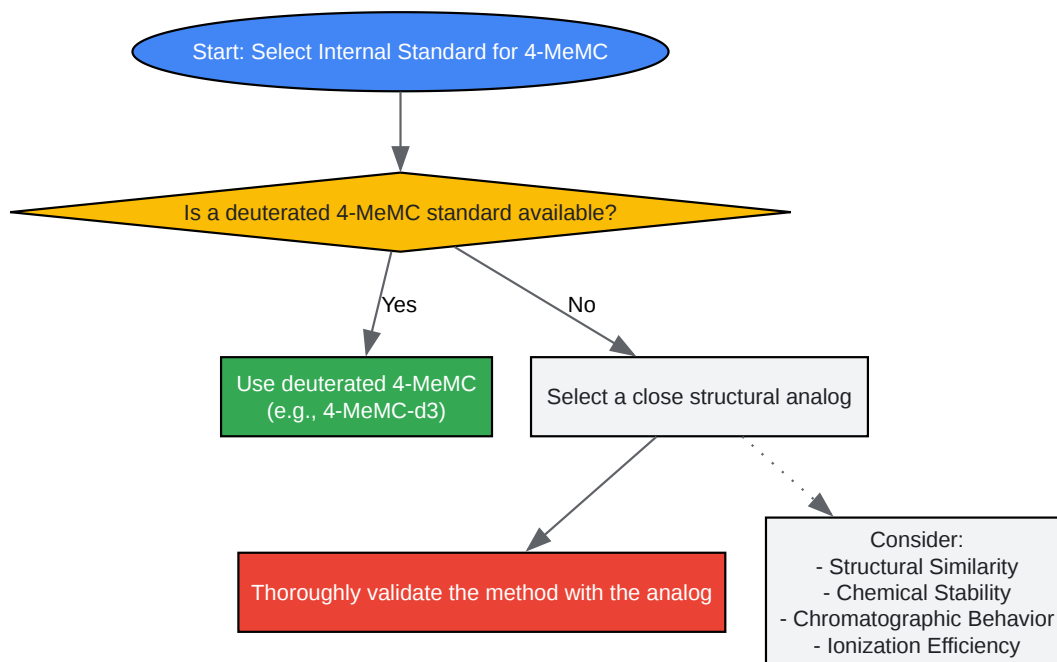 Start: Select Internal Standard for 4-MeMC
Is a deuterated 4-MeMC standard available?
Yes
No
Use deuterated 4-MeMC
(e.g., 4-MeMC-d3)
Select a close structural analog
Thoroughly validate the method with the analog
Consider:
- Structural Similarity
- Chemical Stability
- Chromatographic Behavior
- Ionization Efficiency